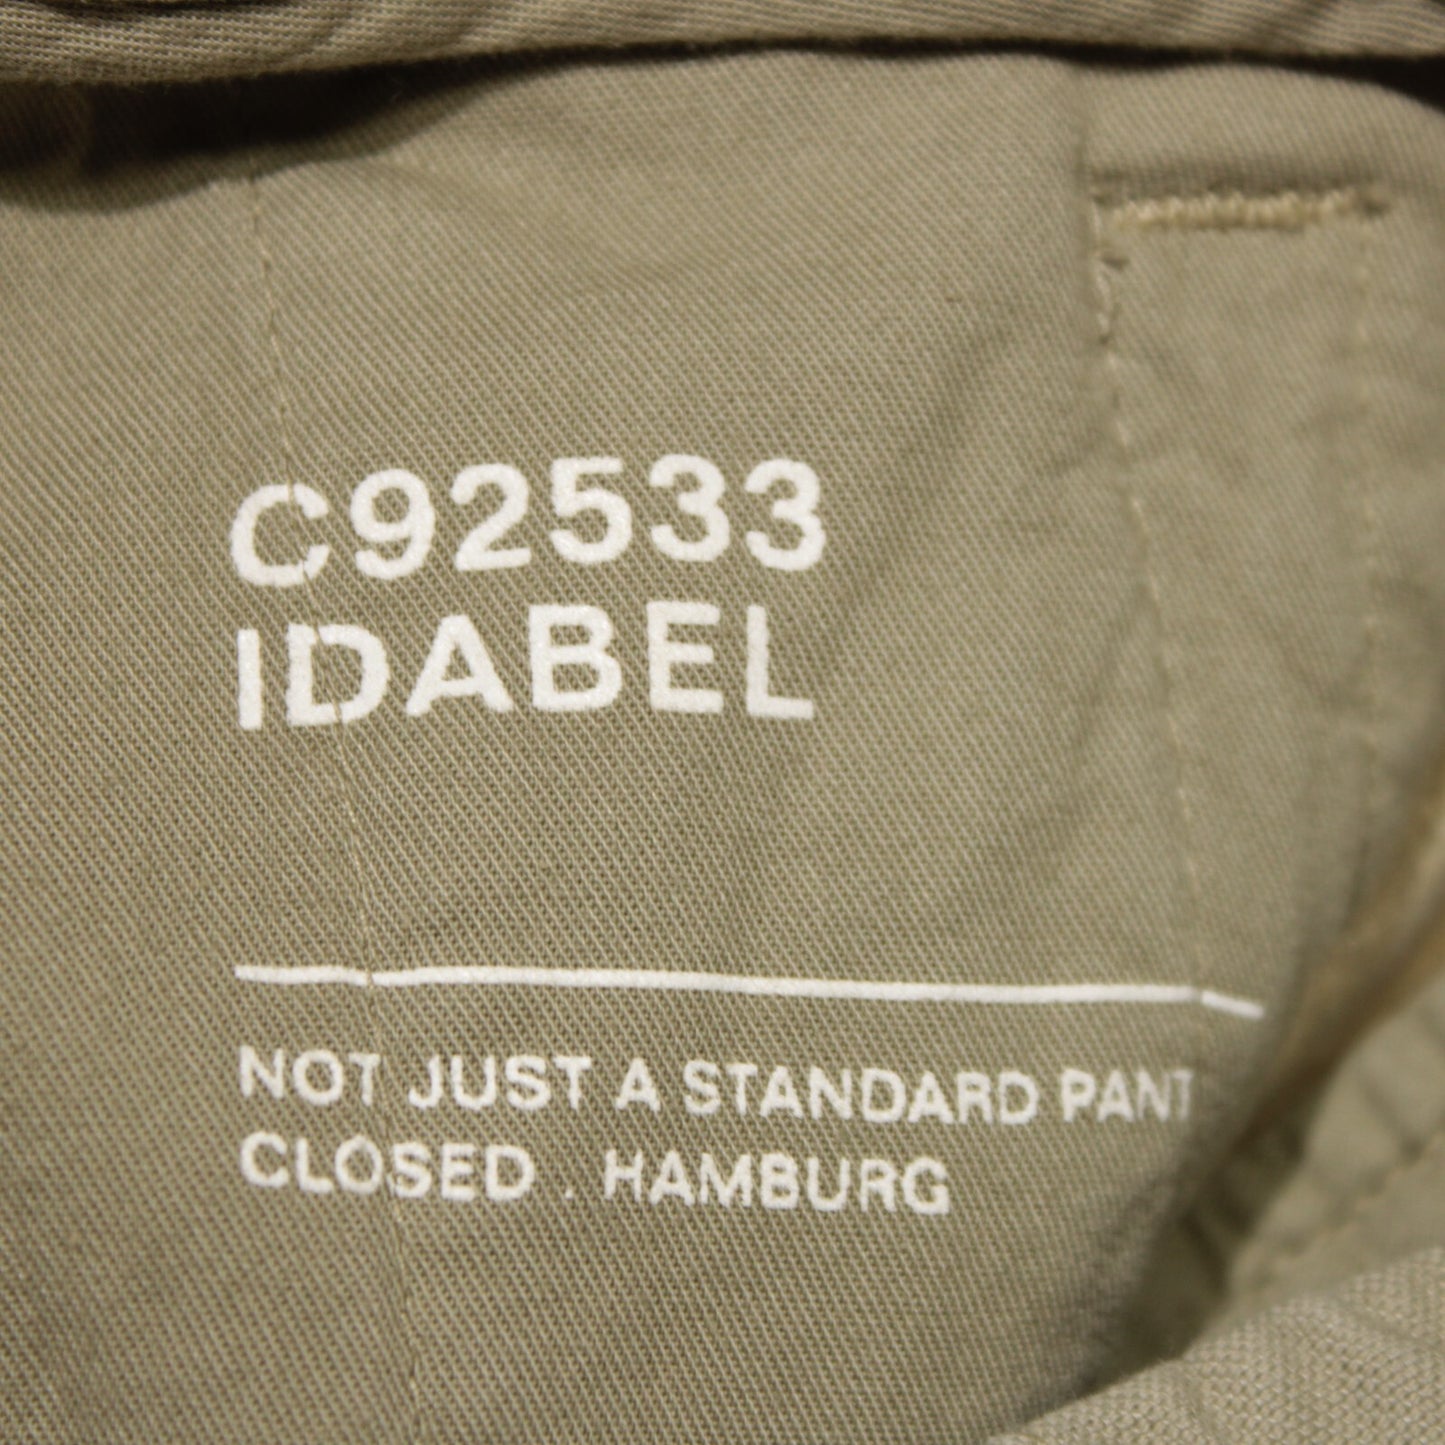 C92533
IDABEL
NOT JUST A STANDARD PANT
CLOSED . HAMBURG